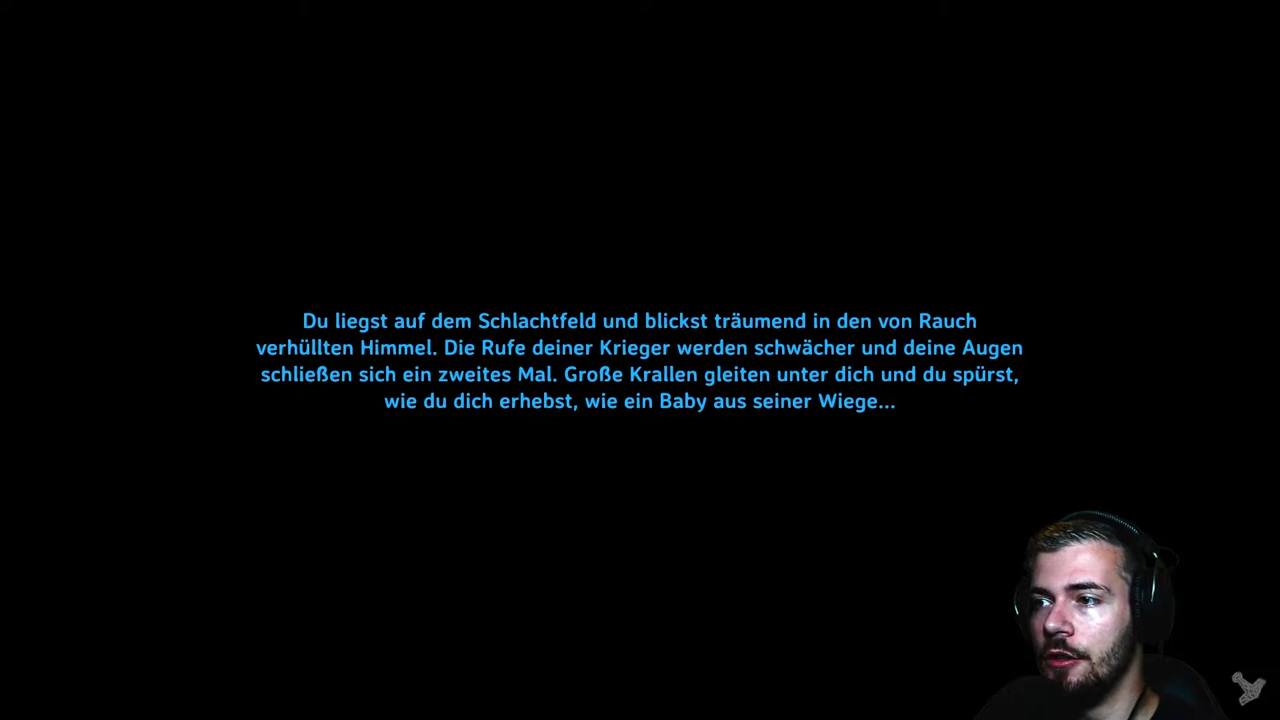 Du liegst auf dem Schlachtfeld und blickst träumend in den von Rauch
verhüllten Himmel. Die Rufe deiner Krieger werden schwächer und deine Augen
schließen sich ein zweites Mal. Große Krallen gleiten unter dich und du spürst,
wie du dich erhebst, wie ein Baby aus seiner Wiege...